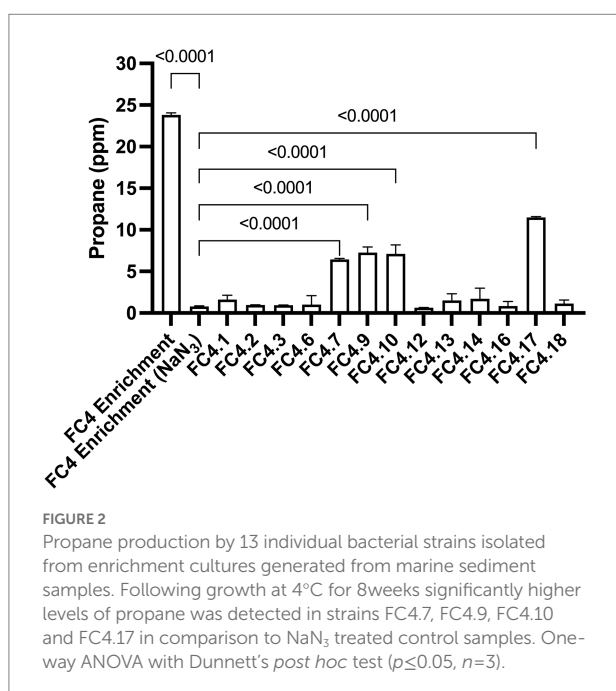 <0.0001
30
25
<0.0001
20
<0.0001
15
<0.0001
10
<0.0001
5
0
Propane (ppm)
FC4 Enrichment
FC4 Enrichment (NaN₃)
FC4.1
FC4.2
FC4.3
FC4.6
FC4.7
FC4.9
FC4.10
FC4.12
FC4.13
FC4.14
FC4.16
FC4.17
FC4.18
FIGURE 2
Propane production by 13 individual bacterial strains isolated
from enrichment cultures generated from marine sediment
samples. Following growth at 4°C for 8weeks significantly higher
levels of propane was detected in strains FC4.7, FC4.9, FC4.10
and FC4.17 in comparison to NaN₃ treated control samples. One-
way ANOVA with Dunnett’s post hoc test (p≤0.05, n=3).